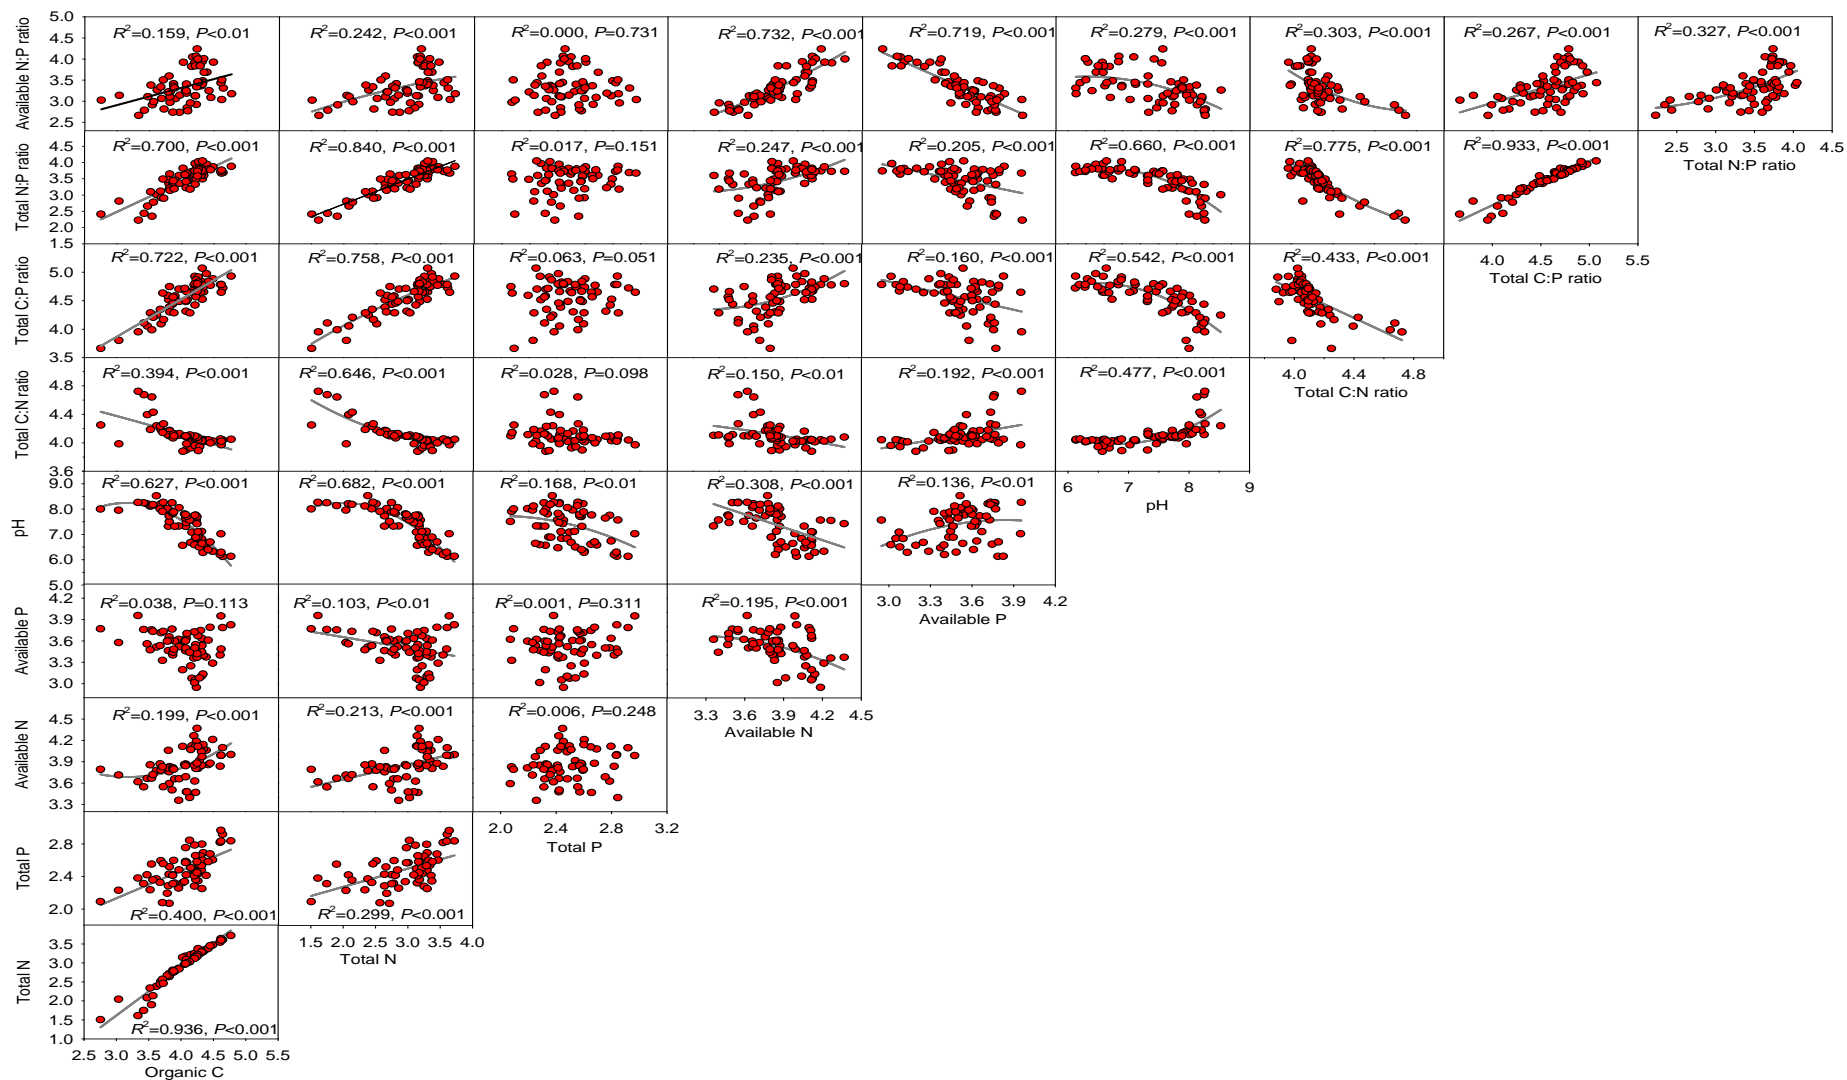 Available N:P ratio
5.0
4.5
4.0
3.5
3.0
2.5
R²=0.159, P<0.01
R²=0.242, P<0.001
R²=0.000, P=0.731
R²=0.732, P<0.001
R²=0.719, P<0.001
R²=0.279, P<0.001
R²=0.303, P<0.001
R²=0.267, P<0.001
R²=0.327, P<0.001
2.5 3.0 3.5 4.0 4.5
Total N:P ratio
Total N:P ratio
4.5
4.0
3.5
3.0
2.5
2.0
1.5
R²=0.700, P<0.001
R²=0.840, P<0.001
R²=0.017, P=0.151
R²=0.247, P<0.001
R²=0.205, P<0.001
R²=0.660, P<0.001
R²=0.775, P<0.001
R²=0.933, P<0.001
4.0 4.5 5.0 5.5
Total C:P ratio
Total C:P ratio
5.0
4.5
4.0
3.5
R²=0.722, P<0.001
R²=0.758, P<0.001
R²=0.063, P=0.051
R²=0.235, P<0.001
R²=0.160, P<0.001
R²=0.542, P<0.001
R²=0.433, P<0.001
4.0 4.4 4.8
Total C:N ratio
Total C:N ratio
4.8
4.4
4.0
3.6
R²=0.394, P<0.001
R²=0.646, P<0.001
R²=0.028, P=0.098
R²=0.150, P<0.01
R²=0.192, P<0.001
R²=0.477, P<0.001
6 7 8 9
pH
pH
9.0
8.0
7.0
6.0
5.0
R²=0.627, P<0.001
R²=0.682, P<0.001
R²=0.168, P<0.01
R²=0.308, P<0.001
R²=0.136, P<0.01
3.0 3.3 3.6 3.9 4.2
Available P
Available P
4.2
3.9
3.6
3.3
3.0
R²=0.038, P=0.113
R²=0.103, P<0.01
R²=0.001, P=0.311
R²=0.195, P<0.001
3.3 3.6 3.9 4.2 4.5
Available N
Available N
4.5
4.2
3.9
3.6
3.3
R²=0.199, P<0.001
R²=0.213, P<0.001
R²=0.006, P=0.248
2.0 2.4 2.8 3.2
Total P
Total P
2.8
2.4
2.0
R²=0.400, P<0.001
R²=0.299, P<0.001
1.5 2.0 2.5 3.0 3.5 4.0
Total N
Total N
3.5
3.0
2.5
2.0
1.5
1.0
R²=0.936, P<0.001
2.5 3.0 3.5 4.0 4.5 5.0 5.5
Organic C